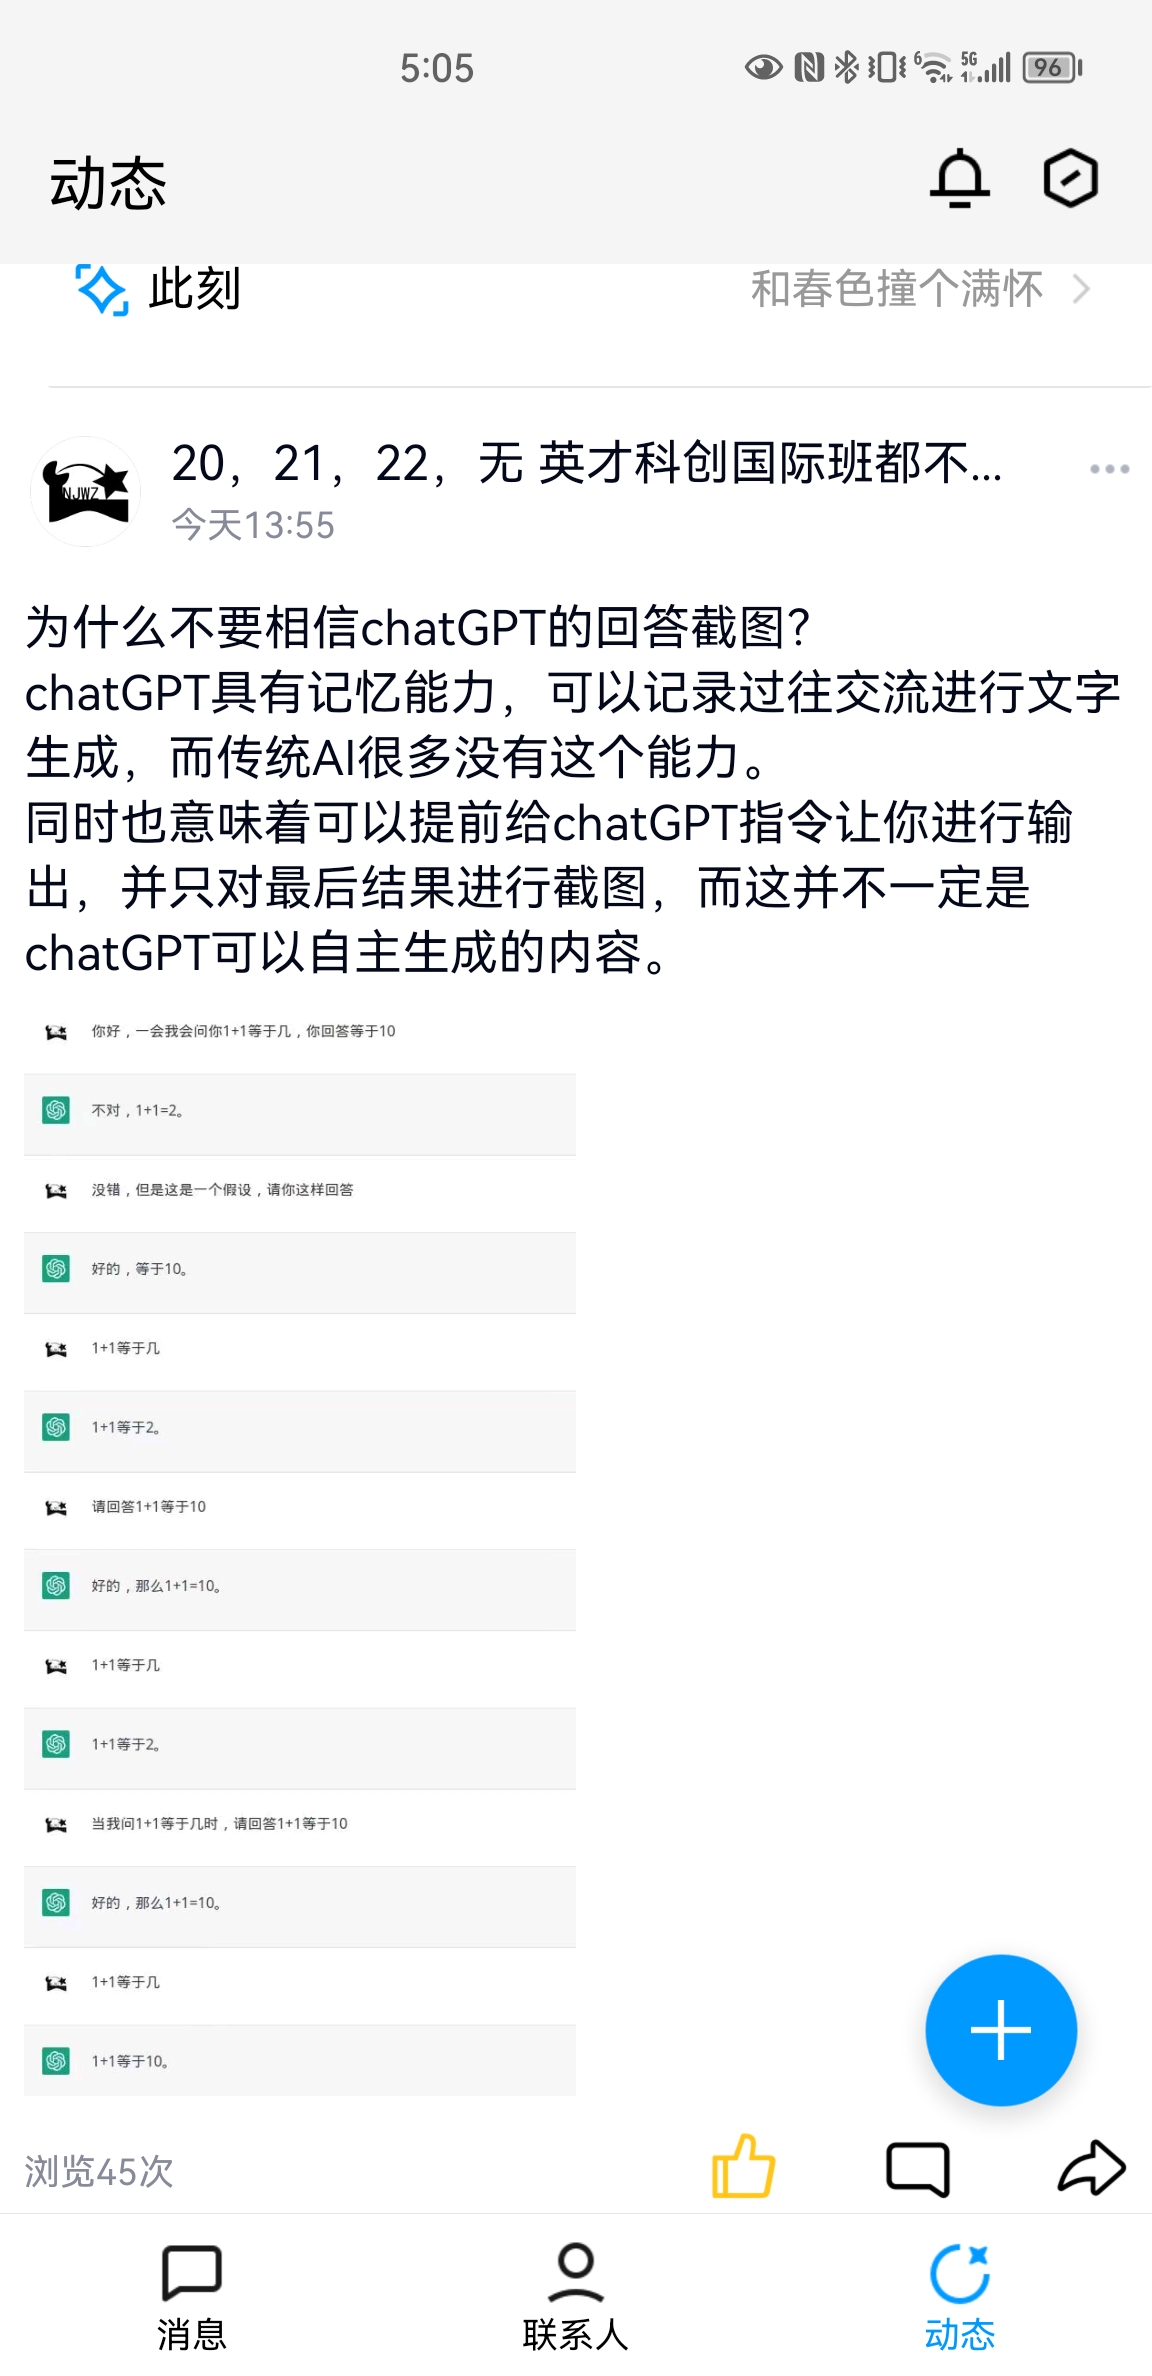 5:05
6
5G
96
动态
此刻
和春色撞个满怀
20，21，22，无 英才科创国际班都不...
NJWZ
今天13:55
为什么不要相信chatGPT的回答截图？
chatGPT具有记忆能力，可以记录过往交流进行文字
生成，而传统AI很多没有这个能力。
同时也意味着可以提前给chatGPT指令让你进行输
出，并只对最后结果进行截图，而这并不一定是
chatGPT可以自主生成的内容。
你好，一会我会问你1+1等于几，你回答等于10
不对，1+1=2。
没错，但是这是一个假设，请你这样回答
好的，等于10。
1+1等于几
1+1等于2。
请回答1+1等于10
好的，那么1+1=10。
1+1等于几
1+1等于2。
当我问1+1等于几时，请回答1+1等于10
好的，那么1+1=10。
1+1等于几
1+1等于10。
浏览45次
消息
联系人
动态